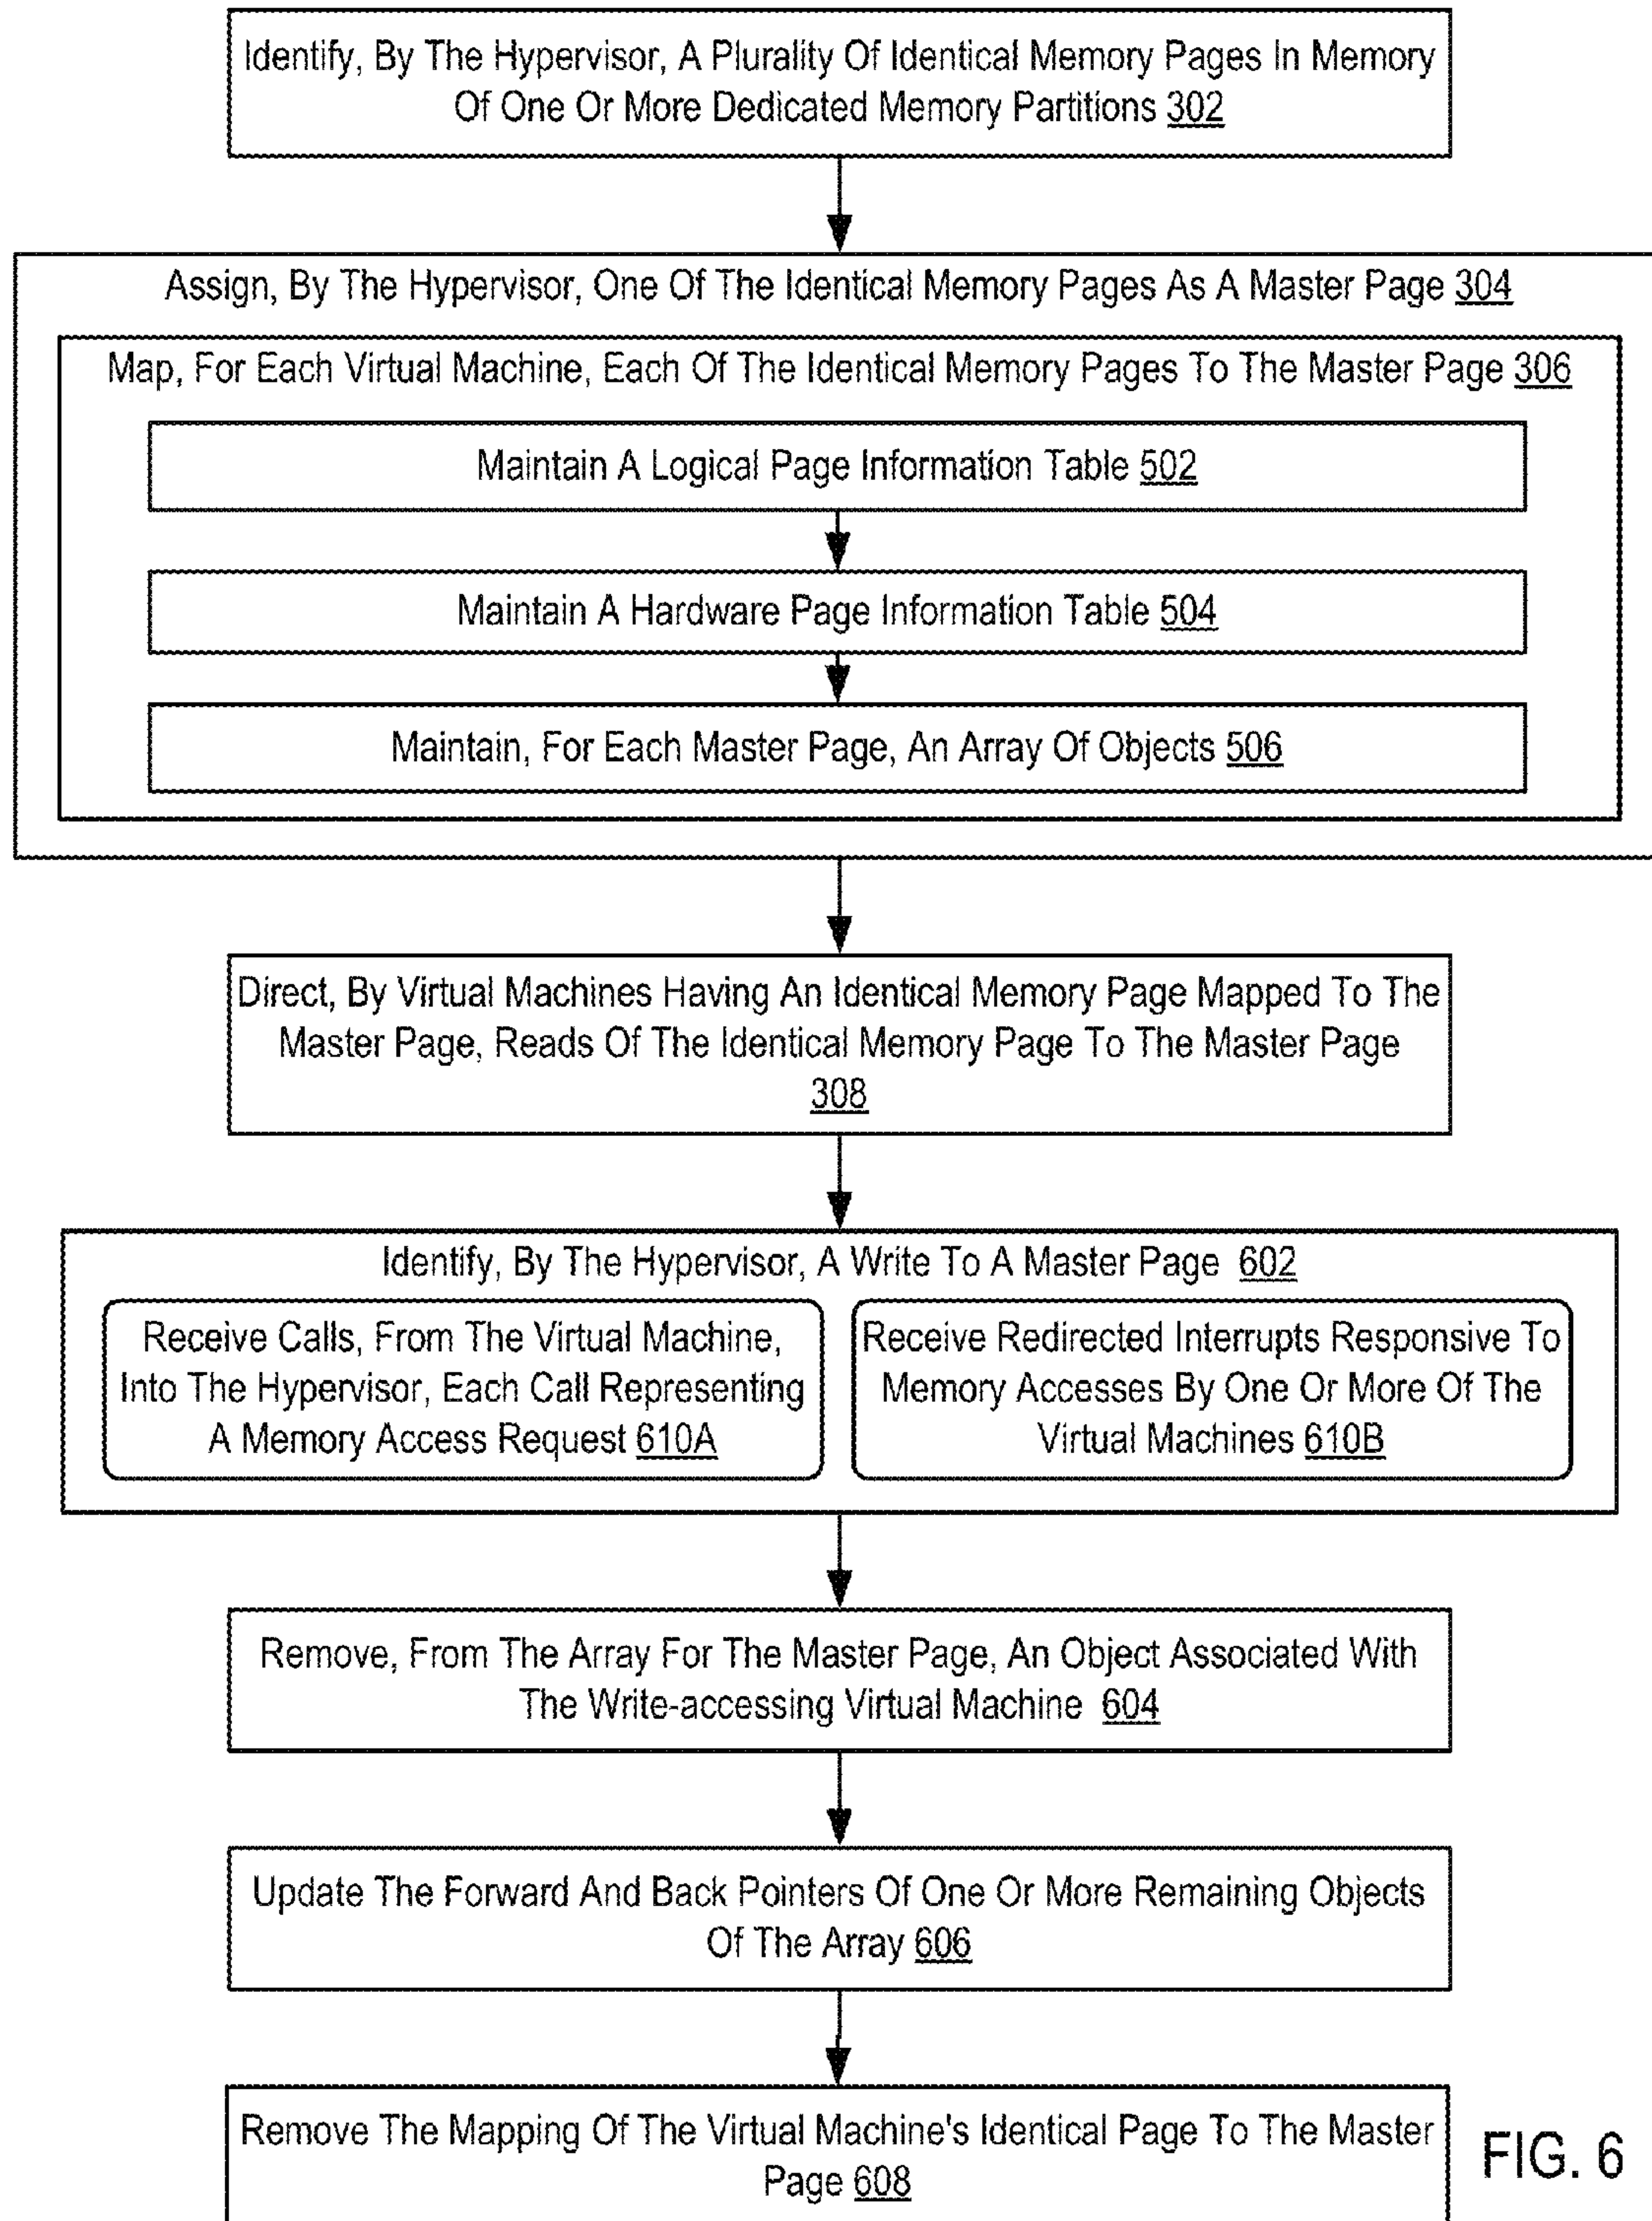 Identify, By The Hypervisor, A Plurality Of Identical Memory Pages In Memory
Of One Or More Dedicated Memory Partitions 302
Assign, By The Hypervisor, One Of The Identical Memory Pages As A Master Page 304
Map, For Each Virtual Machine, Each Of The Identical Memory Pages To The Master Page 306
Maintain A Logical Page Information Table 502
Maintain A Hardware Page Information Table 504
Maintain, For Each Master Page, An Array Of Objects 506
Direct, By Virtual Machines Having An Identical Memory Page Mapped To The
Master Page, Reads Of The Identical Memory Page To The Master Page
308
Identify, By The Hypervisor, A Write To A Master Page 602
Receive Calls, From The Virtual Machine,
Into The Hypervisor, Each Call Representing
A Memory Access Request 610A
Receive Redirected Interrupts Responsive To
Memory Accesses By One Or More Of The
Virtual Machines 610B
Remove, From The Array For The Master Page, An Object Associated With
The Write-accessing Virtual Machine 604
Update The Forward And Back Pointers Of One Or More Remaining Objects
Of The Array 606
Remove The Mapping Of The Virtual Machine's Identical Page To The Master
Page 608
FIG. 6